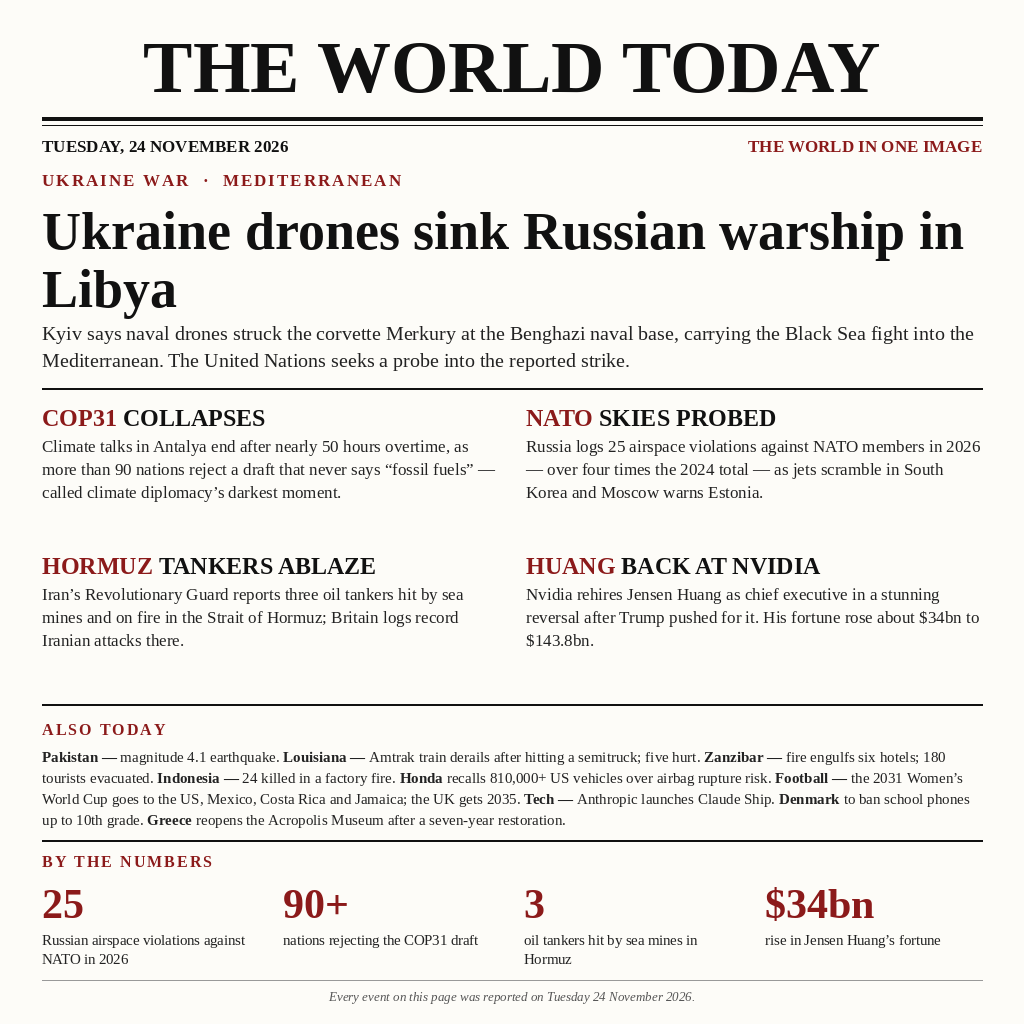 THE WORLD TODAY
TUESDAY, 24 NOVEMBER 2026
THE WORLD IN ONE IMAGE
UKRAINE WAR · MEDITERRANEAN
Ukraine drones sink Russian warship in
Libya
Kyiv says naval drones struck the corvette Merkury at the Benghazi naval base, carrying the Black Sea fight into the
Mediterranean. The United Nations seeks a probe into the reported strike.
COP31 COLLAPSES
Climate talks in Antalya end after nearly 50 hours overtime, as
more than 90 nations reject a draft that never says “fossil fuels” —
called climate diplomacy’s darkest moment.
NATO SKIES PROBED
Russia logs 25 airspace violations against NATO members in 2026
— over four times the 2024 total — as jets scramble in South
Korea and Moscow warns Estonia.
HORMUZ TANKERS ABLAZE
Iran’s Revolutionary Guard reports three oil tankers hit by sea
mines and on fire in the Strait of Hormuz; Britain logs record
Iranian attacks there.
HUANG BACK AT NVIDIA
Nvidia rehires Jensen Huang as chief executive in a stunning
reversal after Trump pushed for it. His fortune rose about $34bn to
$143.8bn.
ALSO TODAY
Pakistan — magnitude 4.1 earthquake. Louisiana — Amtrak train derails after hitting a semitruck; five hurt. Zanzibar — fire engulfs six hotels; 180
tourists evacuated. Indonesia — 24 killed in a factory fire. Honda recalls 810,000+ US vehicles over airbag rupture risk. Football — the 2031 Women’s
World Cup goes to the US, Mexico, Costa Rica and Jamaica; the UK gets 2035. Tech — Anthropic launches Claude Ship. Denmark to ban school phones
up to 10th grade. Greece reopens the Acropolis Museum after a seven-year restoration.
BY THE NUMBERS
25
Russian airspace violations against
NATO in 2026
90+
nations rejecting the COP31 draft
3
oil tankers hit by sea mines in
Hormuz
$34bn
rise in Jensen Huang’s fortune
Every event on this page was reported on Tuesday 24 November 2026.